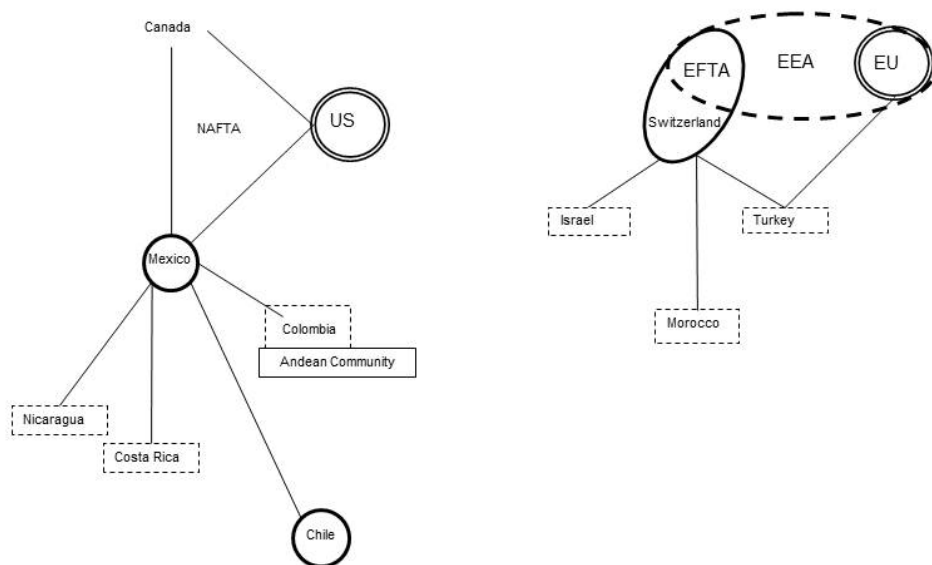 Canada
NAFTA
US
Mexico
Colombia
Andean Community
Nicaragua
Costa Rica
Chile
EFTA
EEA
EU
Switzerland
Israel
Turkey
Morocco